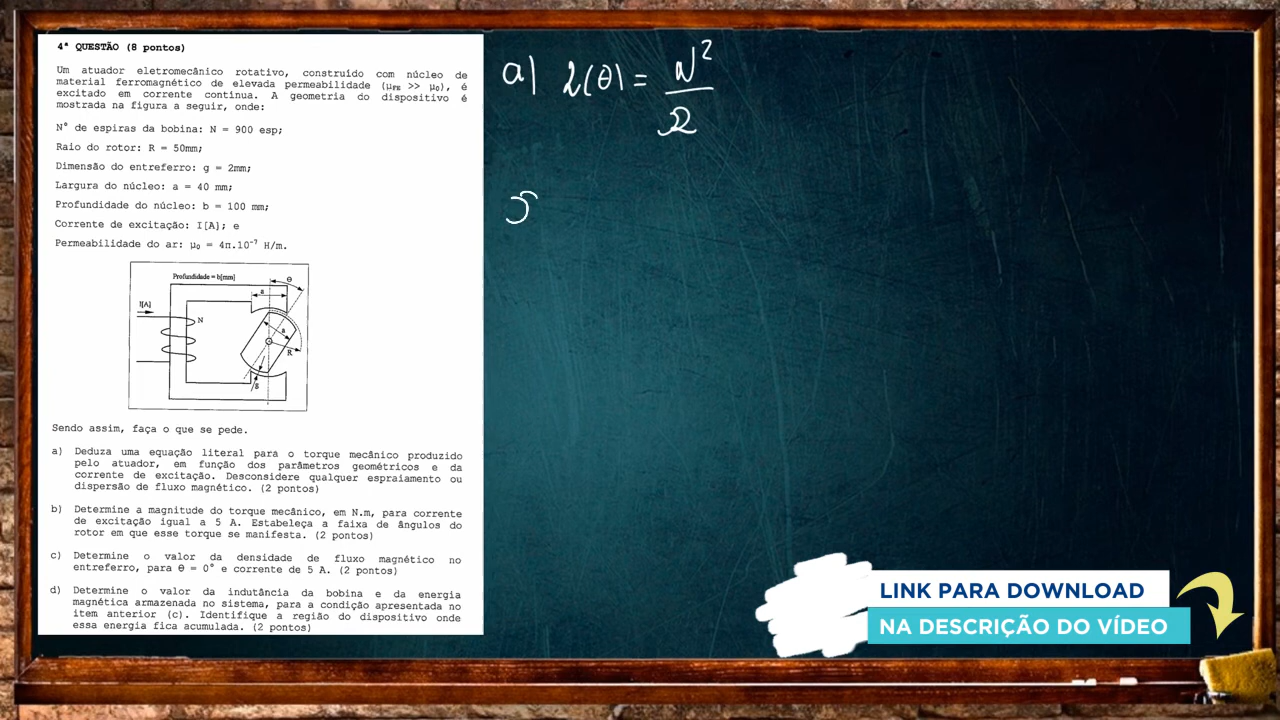 4ª QUESTÃO (8 pontos)
Um atuador eletromecânico rotativo, construído com núcleo de
material ferromagnético de elevada permeabilidade (μFE >> μ0), é
excitado em corrente contínua. A geometria do dispositivo é
mostrada na figura a seguir, onde:
N° de espiras da bobina: N = 900 esp;
Raio do rotor: R = 50mm;
Dimensão do entreferro: g = 2mm;
Largura do núcleo: a = 40 mm;
Profundidade do núcleo: b = 100 mm;
Corrente de excitação: I[A]; e
Permeabilidade do ar: μ0 = 4π.10⁻⁷ H/m.
Profundidade = b[mm]
θ
a
I[A]
N
a
R
g
Sendo assim, faça o que se pede.
a) Deduza uma equação literal para o torque mecânico produzido
pelo atuador, em função dos parâmetros geométricos e da
corrente de excitação. Desconsidere qualquer espraiamento ou
dispersão de fluxo magnético. (2 pontos)
b) Determine a magnitude do torque mecânico, em N.m, para corrente
de excitação igual a 5 A. Estabeleça a faixa de ângulos do
rotor em que esse torque se manifesta. (2 pontos)
c) Determine o valor da densidade de fluxo magnético no
entreferro, para θ = 0° e corrente de 5 A. (2 pontos)
d) Determine o valor da indutância da bobina e da energia
magnética armazenada no sistema, para a condição apresentada no
item anterior (c). Identifique a região do dispositivo onde
essa energia fica acumulada. (2 pontos)
a) L(θ) = N²/ℛ
LINK PARA DOWNLOAD
NA DESCRIÇÃO DO VÍDEO